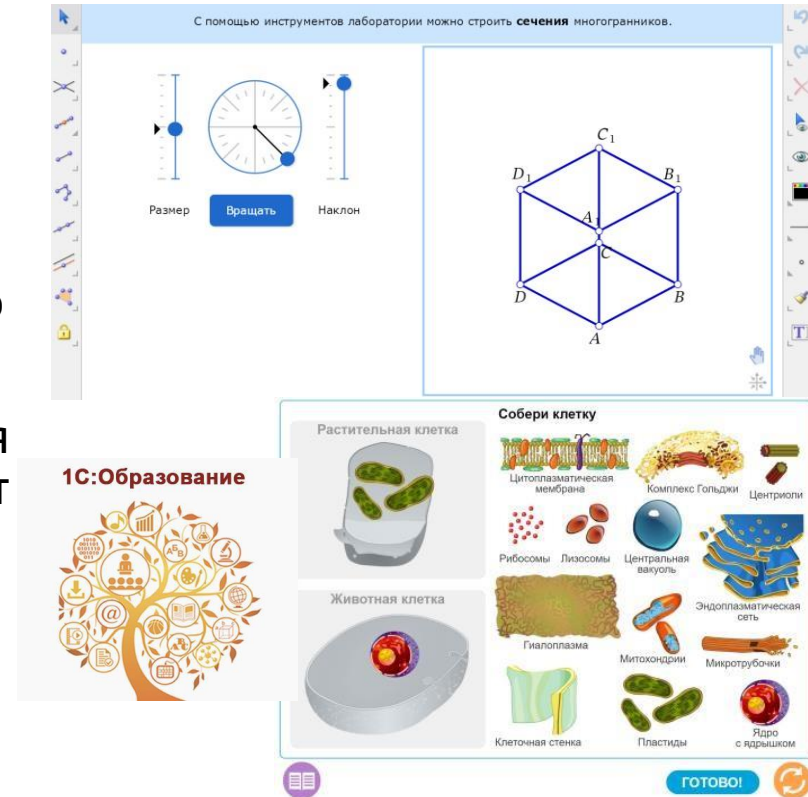 С помощью инструментов лаборатории можно строить сечения многогранников.
Размер
Вращать
Наклон
C1
D1
B1
A1
C
D
B
A
T
я
т
1С:Образование
Собери клетку
Растительная клетка
Животная клетка
Цитоплазматическая
мембрана
Комплекс Гольджи
Центриоли
Рибосомы
Лизосомы
Центральная
вакуоль
Эндоплазматическая
сеть
Гиалоплазма
Митохондрии
Микротрубочки
Клеточная стенка
Пластиды
Ядро
с ядрышком
ГОТОВО!